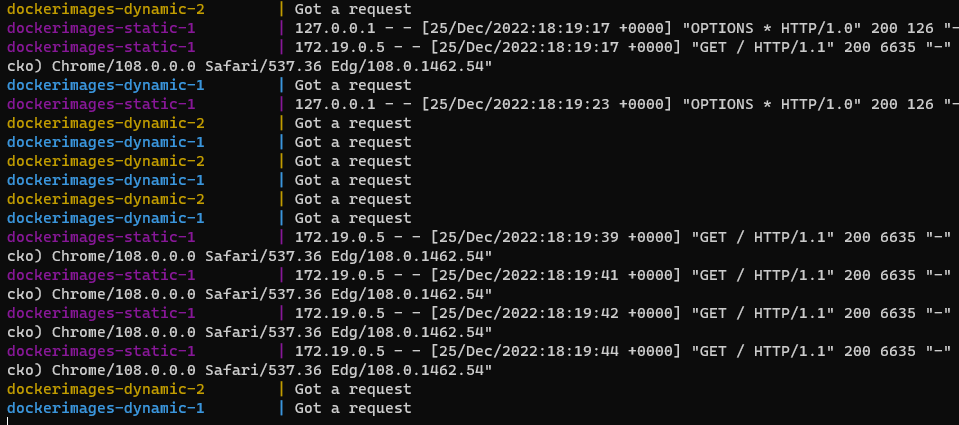 dockerimages-dynamic-2 | Got a request
dockerimages-static-1 | 127.0.0.1 - - [25/Dec/2022:18:19:17 +0000] "OPTIONS * HTTP/1.0" 200 126 "-
dockerimages-static-1 | 172.19.0.5 - - [25/Dec/2022:18:19:17 +0000] "GET / HTTP/1.1" 200 6635 "-"
cko) Chrome/108.0.0.0 Safari/537.36 Edg/108.0.1462.54"
dockerimages-dynamic-1 | Got a request
dockerimages-static-1 | 127.0.0.1 - - [25/Dec/2022:18:19:23 +0000] "OPTIONS * HTTP/1.0" 200 126 "-
dockerimages-dynamic-2 | Got a request
dockerimages-dynamic-1 | Got a request
dockerimages-dynamic-2 | Got a request
dockerimages-dynamic-1 | Got a request
dockerimages-dynamic-2 | Got a request
dockerimages-dynamic-1 | Got a request
dockerimages-static-1 | 172.19.0.5 - - [25/Dec/2022:18:19:39 +0000] "GET / HTTP/1.1" 200 6635 "-"
cko) Chrome/108.0.0.0 Safari/537.36 Edg/108.0.1462.54"
dockerimages-static-1 | 172.19.0.5 - - [25/Dec/2022:18:19:41 +0000] "GET / HTTP/1.1" 200 6635 "-"
cko) Chrome/108.0.0.0 Safari/537.36 Edg/108.0.1462.54"
dockerimages-static-1 | 172.19.0.5 - - [25/Dec/2022:18:19:42 +0000] "GET / HTTP/1.1" 200 6635 "-"
cko) Chrome/108.0.0.0 Safari/537.36 Edg/108.0.1462.54"
dockerimages-static-1 | 172.19.0.5 - - [25/Dec/2022:18:19:44 +0000] "GET / HTTP/1.1" 200 6635 "-"
cko) Chrome/108.0.0.0 Safari/537.36 Edg/108.0.1462.54"
dockerimages-dynamic-2 | Got a request
dockerimages-dynamic-1 | Got a request